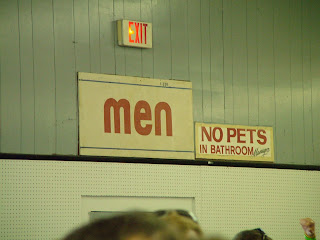 EXIT
men
NO PETS
IN BATHROOM